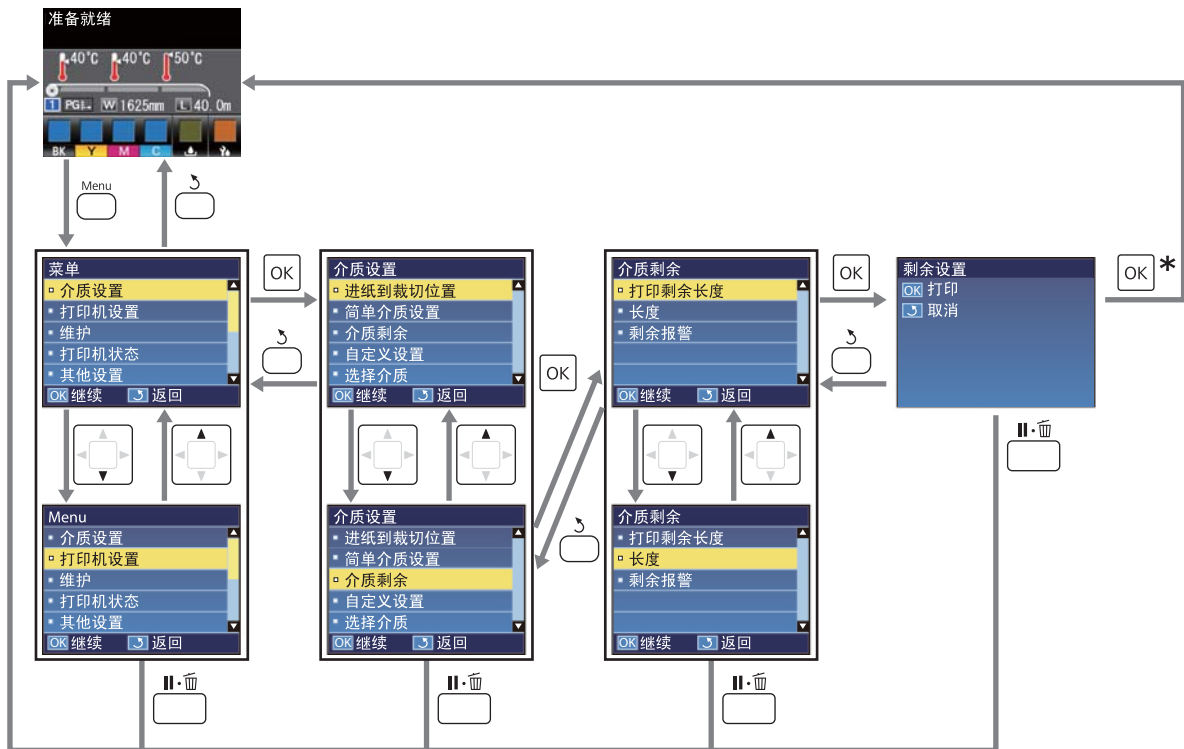 准备就绪
40°C 40°C 50°C
1 PG W 1625mm L 40.0m
BK Y M C
Menu
菜单
介质设置
打印机设置
维护
打印机状态
其他设置
OK 继续 返回
OK
介质设置
进纸到裁切位置
简单介质设置
介质剩余
自定义设置
选择介质
OK 继续 返回
OK
介质剩余
打印剩余长度
长度
剩余报警
OK 继续 返回
OK
剩余设置
OK 打印
取消
OK *
Menu
介质设置
打印机设置
维护
打印机状态
其他设置
OK 继续 返回
介质设置
进纸到裁切位置
简单介质设置
介质剩余
自定义设置
选择介质
OK 继续 返回
介质剩余
打印剩余长度
长度
剩余报警
OK 继续 返回